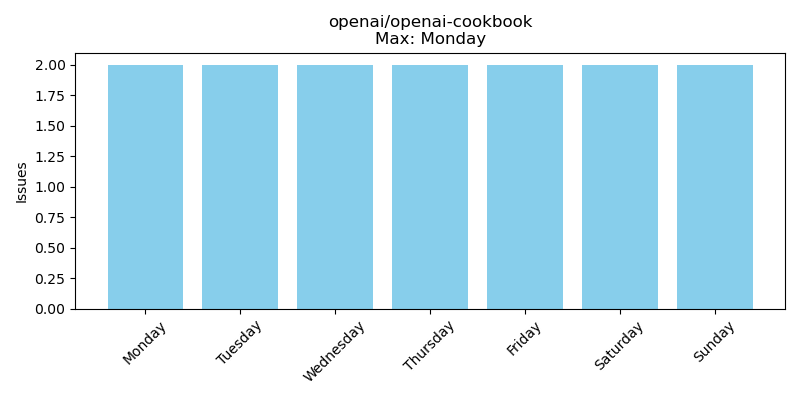 openai/openai-cookbook
Max: Monday
Issues
2.00
1.75
1.50
1.25
1.00
0.75
0.50
0.25
0.00
Monday
Tuesday
Wednesday
Thursday
Friday
Saturday
Sunday